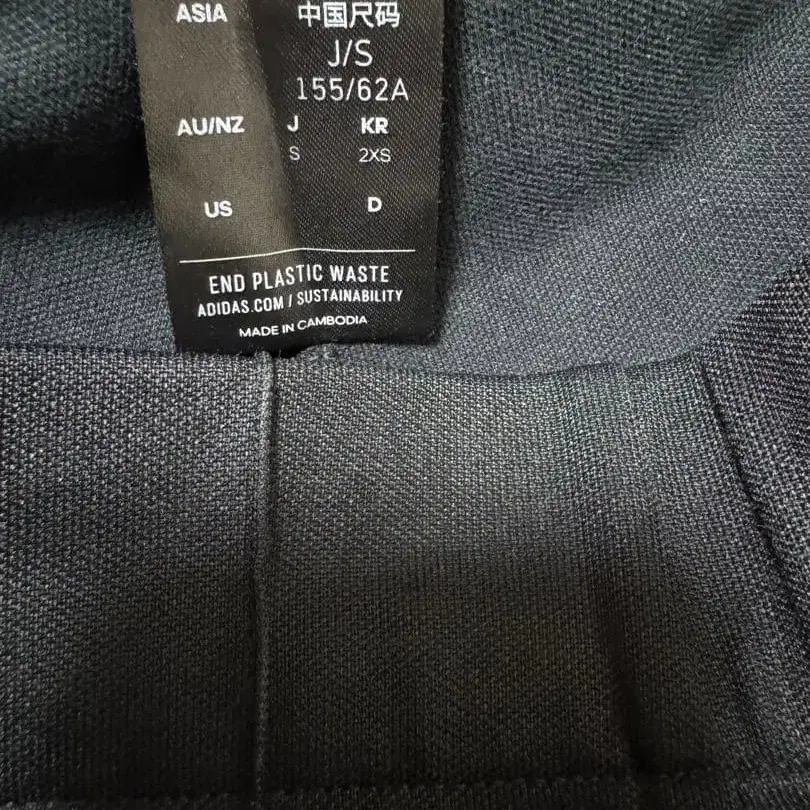 ASIA 中国尺码
J/S
155/62A
AU/NZ J KR
S 2XS
US D
END PLASTIC WASTE
ADIDAS.COM / SUSTAINABILITY
MADE IN CAMBODIA